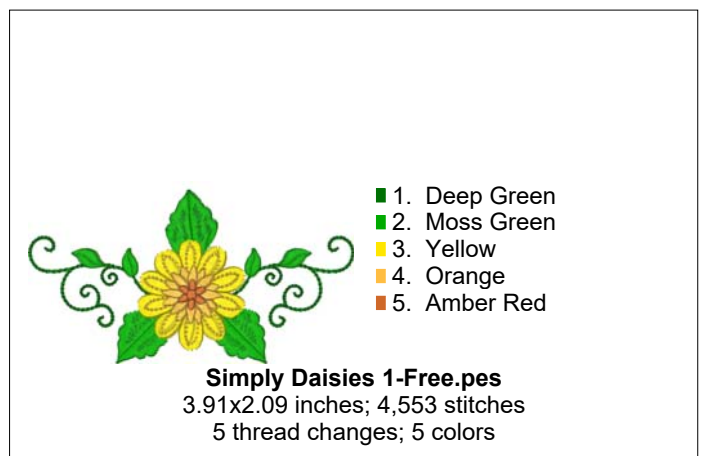 1. Deep Green
2. Moss Green
3. Yellow
4. Orange
5. Amber Red
Simply Daisies 1-Free.pes
3.91x2.09 inches; 4,553 stitches
5 thread changes; 5 colors